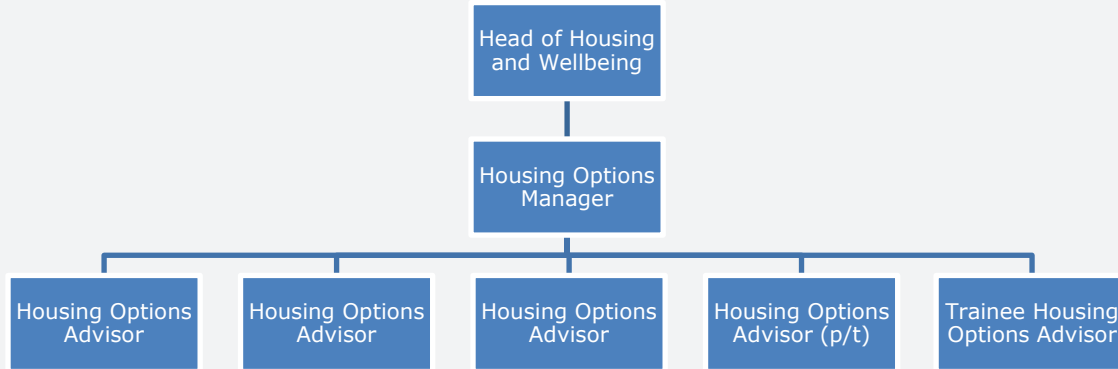 Head of Housing
and Wellbeing
Housing Options
Manager
Housing Options
Advisor
Housing Options
Advisor
Housing Options
Advisor
Housing Options
Advisor (p/t)
Trainee Housing
Options Advisor